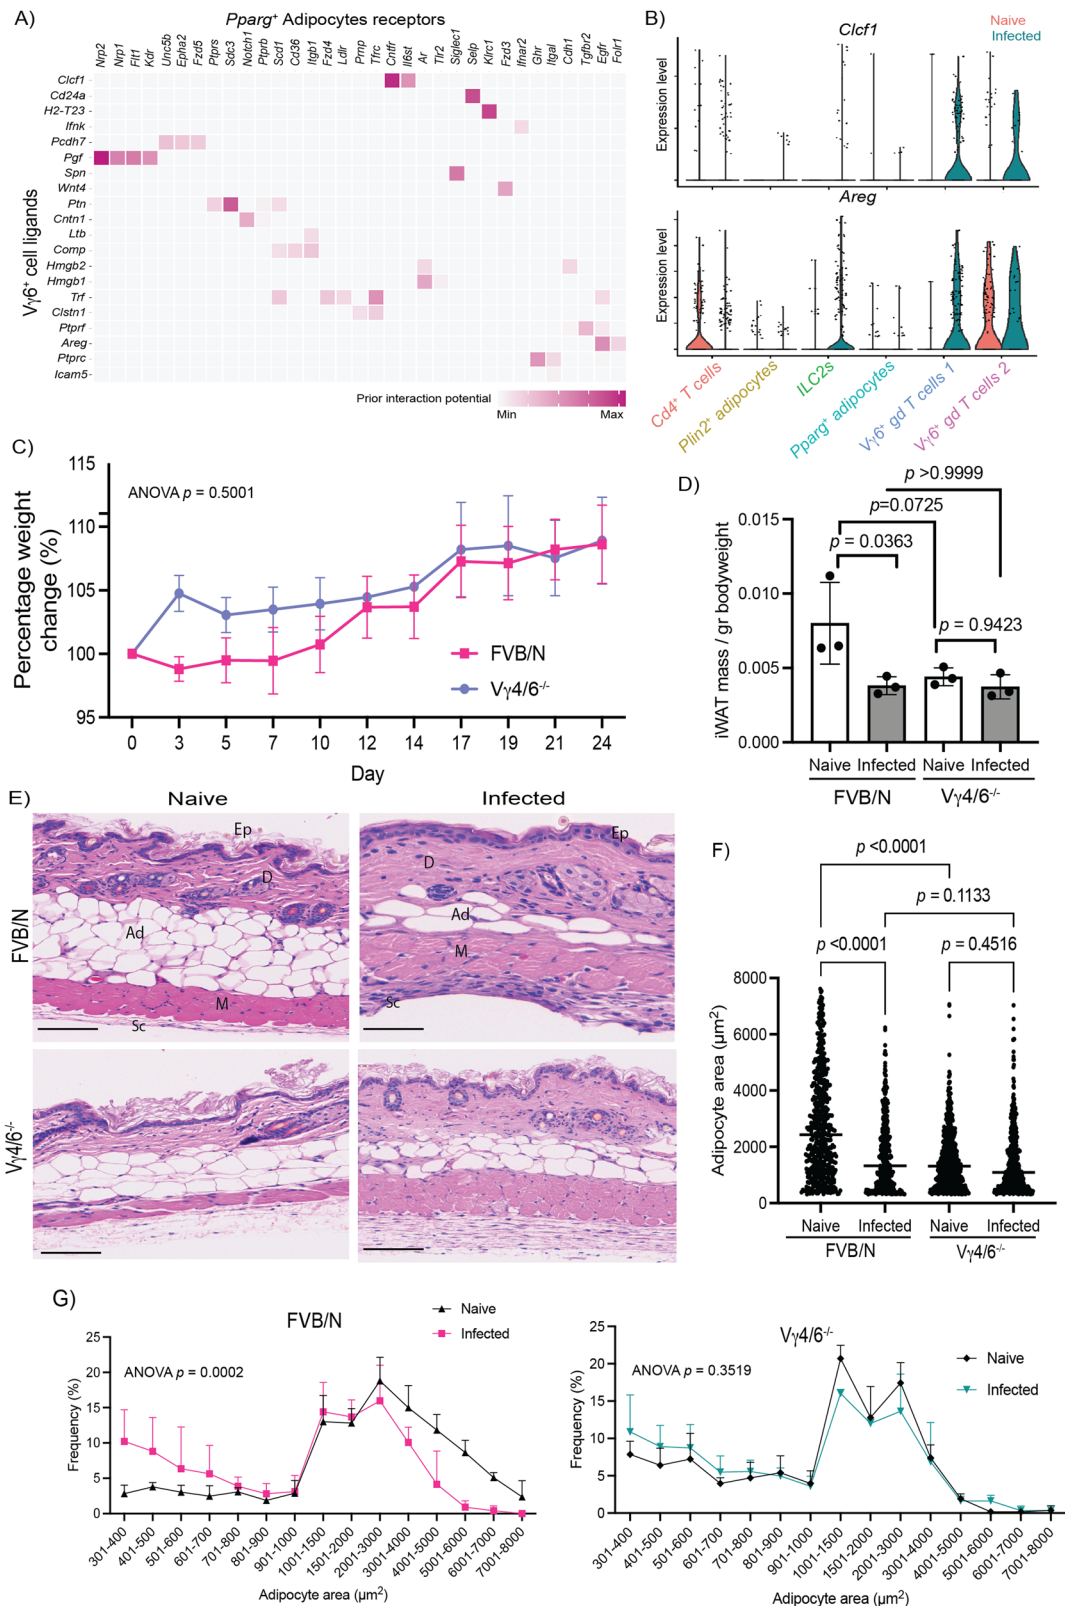 A)
Pparg⁺ Adipocytes receptors
Nrp2 Nrp1 Flt1 Kdr Unc5b Epha2 Fzd5 Ptprs Sdc3 Notch1 Ptprb Scd1 Cd36 Itgb1 Fzd4 Ldlr Prnp Tfrc Cntfr Il6st Ar Tlr2 Siglec1 Selp Klrc1 Fzd3 Ifnar2 Ghr Itgal Cdh1 Tgfbr2 Egfr Folr1
Vγ6⁺ cell ligands
Clcf1
Cd24a
H2-T23
Ifnk
Pcdh7
Pgf
Spn
Wnt4
Ptn
Cntn1
Ltb
Comp
Hmgb2
Hmgb1
Trf
Clstn1
Ptprf
Areg
Ptprc
Icam5
Prior interaction potential
Min Max
B)
Naive
Infected
Clcf1
Expression level
Areg
Expression level
Cd4⁺ T cells
Plin2⁺ adipocytes
ILC2s
Pparg⁺ adipocytes
Vγ6⁺ gd T cells 1
Vγ6⁺ gd T cells 2
C)
ANOVA p = 0.5001
Percentage weight
change (%)
115
110
105
100
95
FVB/N
Vγ4/6⁻/⁻
0 3 5 7 10 12 14 17 19 21 24
Day
D)
p >0.9999
p=0.0725
p = 0.0363
p = 0.9423
iWAT mass / gr bodyweight
0.015
0.010
0.005
0.000
Naive Infected Naive Infected
FVB/N Vγ4/6⁻/⁻
E)
Naive Infected
FVB/N
Ep
D
Ad
M
Sc
Ep
D
Ad
M
Sc
Vγ4/6⁻/⁻
F)
p <0.0001
p = 0.1133
p <0.0001 p = 0.4516
Adipocyte area (µm²)
8000
6000
4000
2000
0
Naive Infected Naive Infected
FVB/N Vγ4/6⁻/⁻
G)
FVB/N
Naive
Infected
ANOVA p = 0.0002
Frequency (%)
25
20
15
10
5
0
301-400 401-500 501-600 601-700 701-800 801-900 901-1000 1001-1500 1501-2000 2001-3000 3001-4000 4001-5000 5001-6000 6001-7000 7001-8000
Adipocyte area (µm²)
Vγ4/6⁻/⁻
Naive
Infected
ANOVA p = 0.3519
Frequency (%)
25
20
15
10
5
0
301-400 401-500 501-600 601-700 701-800 801-900 901-1000 1001-1500 1501-2000 2001-3000 3001-4000 4001-5000 5001-6000 6001-7000 7001-8000
Adipocyte area (µm²)